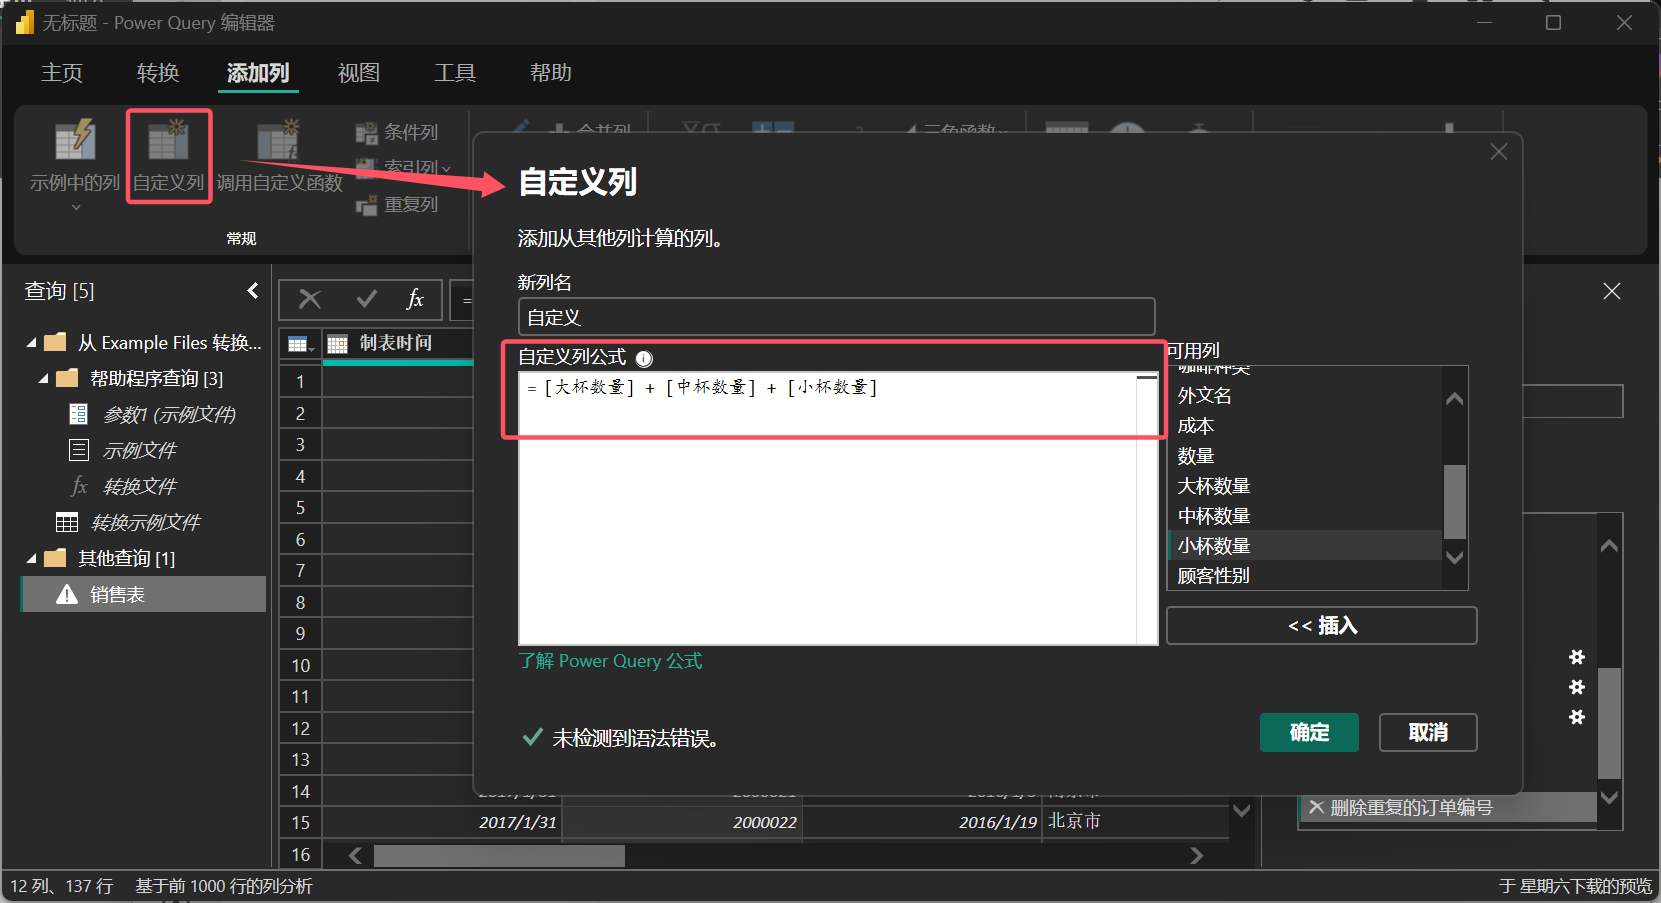 无标题 - Power Query 编辑器
主页 转换 添加列 视图 工具 帮助
示例中的列
自定义列
调用自定义函数
条件列
索引列
重复列
合并列
三角函数
常规
查询 [5]
从 Example Files 转换...
帮助程序查询 [3]
参数1 (示例文件)
示例文件
转换文件
转换示例文件
其他查询 [1]
销售表
fx
=
制表时间
1
2
3
4
5
6
7
8
9
10
11
12
13
14
15 2017/1/31 2000022 2016/1/19 北京市
16
自定义列
添加从其他列计算的列。
新列名
自定义
自定义列公式
= [大杯数量] + [中杯数量] + [小杯数量]
可用列
咖啡种类
外文名
成本
数量
大杯数量
中杯数量
小杯数量
顾客性别
<< 插入
了解 Power Query 公式
未检测到语法错误。
确定
取消
删除重复的订单编号
12 列、137 行 基于前 1000 行的列分析
于 星期六下载的预览